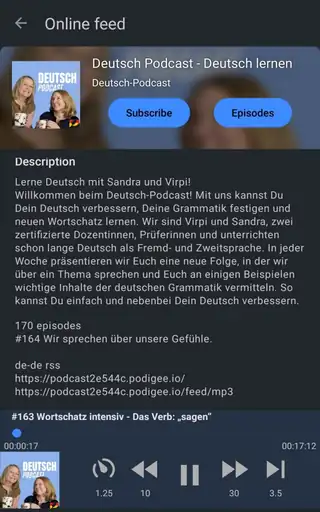 Online feed
DEUTSCH
PODCAST
Deutsch Podcast - Deutsch lernen
Deutsch-Podcast
Subscribe
Episodes
Description
Lerne Deutsch mit Sandra und Virpi!
Willkommen beim Deutsch-Podcast! Mit uns kannst Du
Dein Deutsch verbessern, Deine Grammatik festigen und
neuen Wortschatz lernen. Wir sind Virpi und Sandra, zwei
zertifizierte Dozentinnen, Prüferinnen und unterrichten
schon lange Deutsch als Fremd- und Zweitsprache. In jeder
Woche präsentieren wir Euch eine neue Folge, in der wir
über ein Thema sprechen und Euch an einigen Beispielen
wichtige Inhalte der deutschen Grammatik vermitteln. So
kannst Du einfach und nebenbei Dein Deutsch verbessern.
170 episodes
#164 Wir sprechen über unsere Gefühle.
de-de rss
https://podcast2e544c.podigee.io/
https://podcast2e544c.podigee.io/feed/mp3
#163 Wortschatz intensiv - Das Verb: „sagen"
00:00:17
00:17:12
DEUTSCH
PODCAST
1.25
10
30
3.5